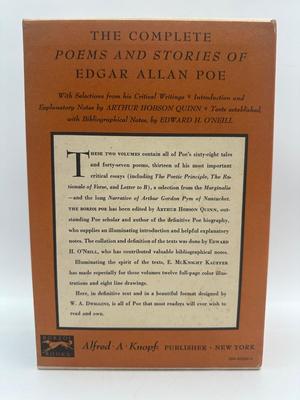 THE COMPLETE
POEMS AND STORIES OF
EDGAR ALLAN POE
With Selections from his Critical Writings • Introduction and
Explanatory Notes by ARTHUR HOBSON QUINN • Texts established,
with Bibliographical Notes, by EDWARD H. O'NEILL
THESE TWO VOLUMES contain all of Poe's sixty-eight tales
and forty-seven poems, thirteen of his most important
critical essays (including The Poetic Principle, The Ra-
tionale of Verse, and Letter to B), a selection from the Marginalia
—and the long Narrative of Arthur Gordon Pym of Nantucket.
THE BORZOI POE has been edited by ARTHUR HOBSON QUINN, out-
standing Poe scholar and author of the definitive Poe biography,
who supplies an illuminating introduction and helpful explanatory
notes. The collation and definition of the texts was done by EDWARD
H. O'NEILL, who has contributed valuable bibliographical notes.
Illuminating the spirit of the texts, E. MCKNIGHT KAUFFER
has made especially for these volumes twelve full-page color illus-
trations and eight line drawings.
Here, in definitive text and in a beautiful format designed by
W. A. DWIGGINS, is all of Poe that most readers will ever wish to
read and own.
BORZOI
BOOKS
Alfred · A · Knopf: PUBLISHER · NEW YORK